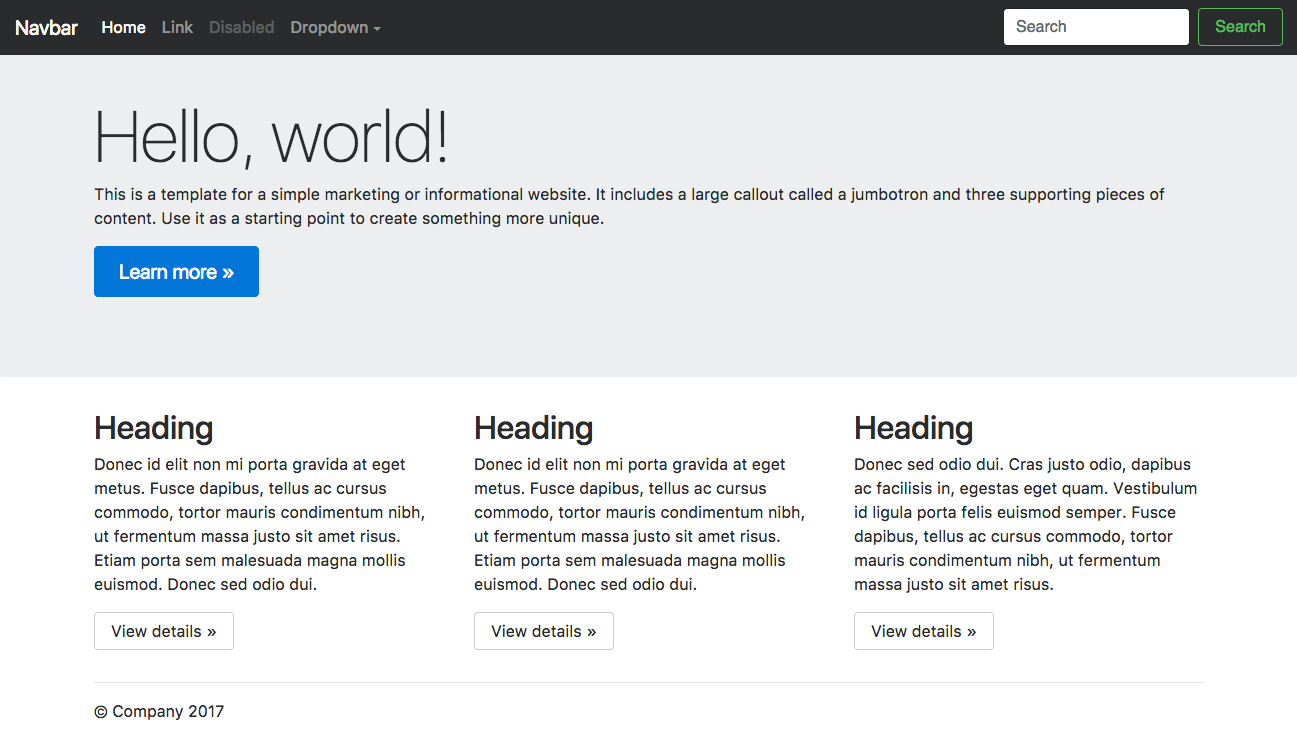 Navbar Home Link Disabled Dropdown Search Search
Hello, world!
This is a template for a simple marketing or informational website. It includes a large callout called a jumbotron and three supporting pieces of
content. Use it as a starting point to create something more unique.
Learn more »
Heading
Donec id elit non mi porta gravida at eget
metus. Fusce dapibus, tellus ac cursus
commodo, tortor mauris condimentum nibh,
ut fermentum massa justo sit amet risus.
Etiam porta sem malesuada magna mollis
euismod. Donec sed odio dui.
View details »
Heading
Donec id elit non mi porta gravida at eget
metus. Fusce dapibus, tellus ac cursus
commodo, tortor mauris condimentum nibh,
ut fermentum massa justo sit amet risus.
Etiam porta sem malesuada magna mollis
euismod. Donec sed odio dui.
View details »
Heading
Donec sed odio dui. Cras justo odio, dapibus
ac facilisis in, egestas eget quam. Vestibulum
id ligula porta felis euismod semper. Fusce
dapibus, tellus ac cursus commodo, tortor
mauris condimentum nibh, ut fermentum
massa justo sit amet risus.
View details »
© Company 2017